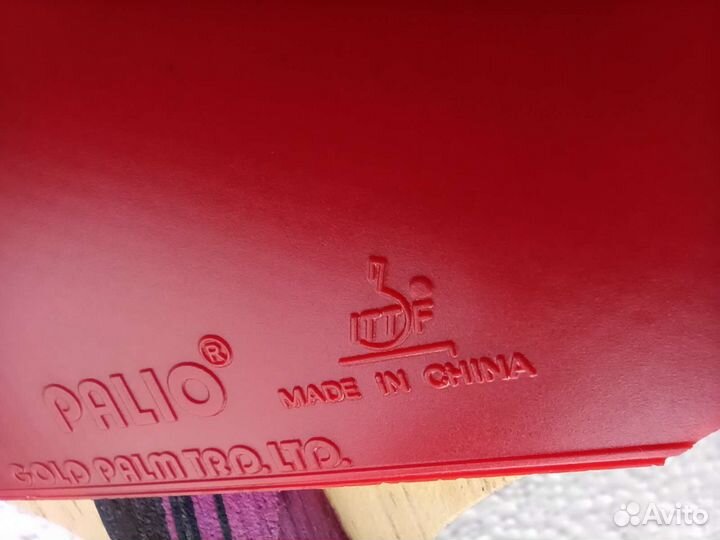 ITTF
PALIO®
MADE IN CHINA
GOLD PALM TRD. LTD.
Avito